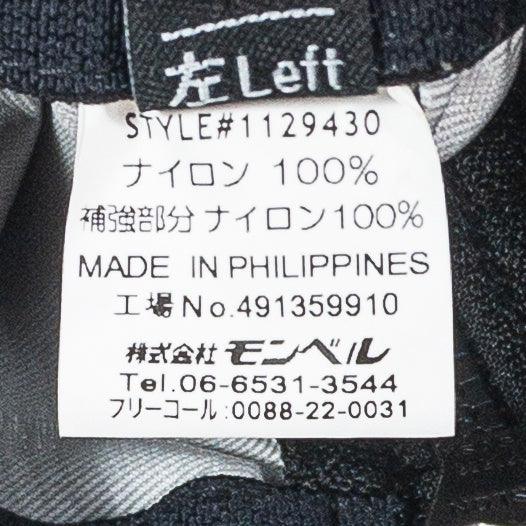 左Left
STYLE#1129430
ナイロン 100%
補強部分 ナイロン100%
MADE IN PHILIPPINES
工場No.491359910
株式会社 モンベル
Tel.06-6531-3544
フリーコール:0088-22-0031